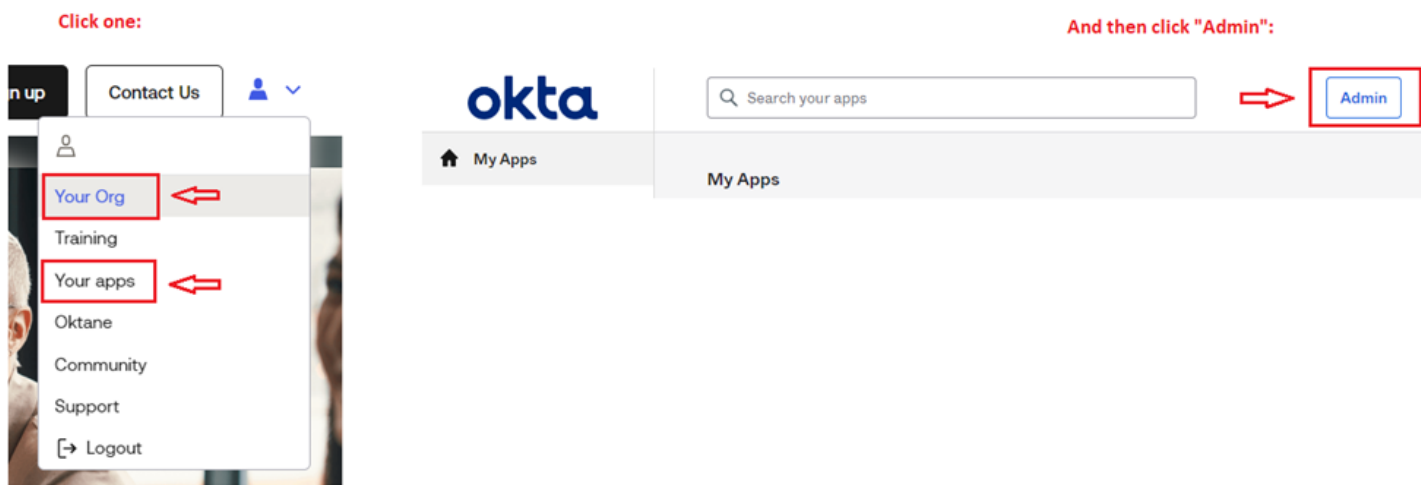 Click one:
And then click "Admin":
n up
Contact Us
okta
Search your apps
Admin
My Apps
My Apps
Your Org
Training
Your apps
Oktane
Community
Support
Logout